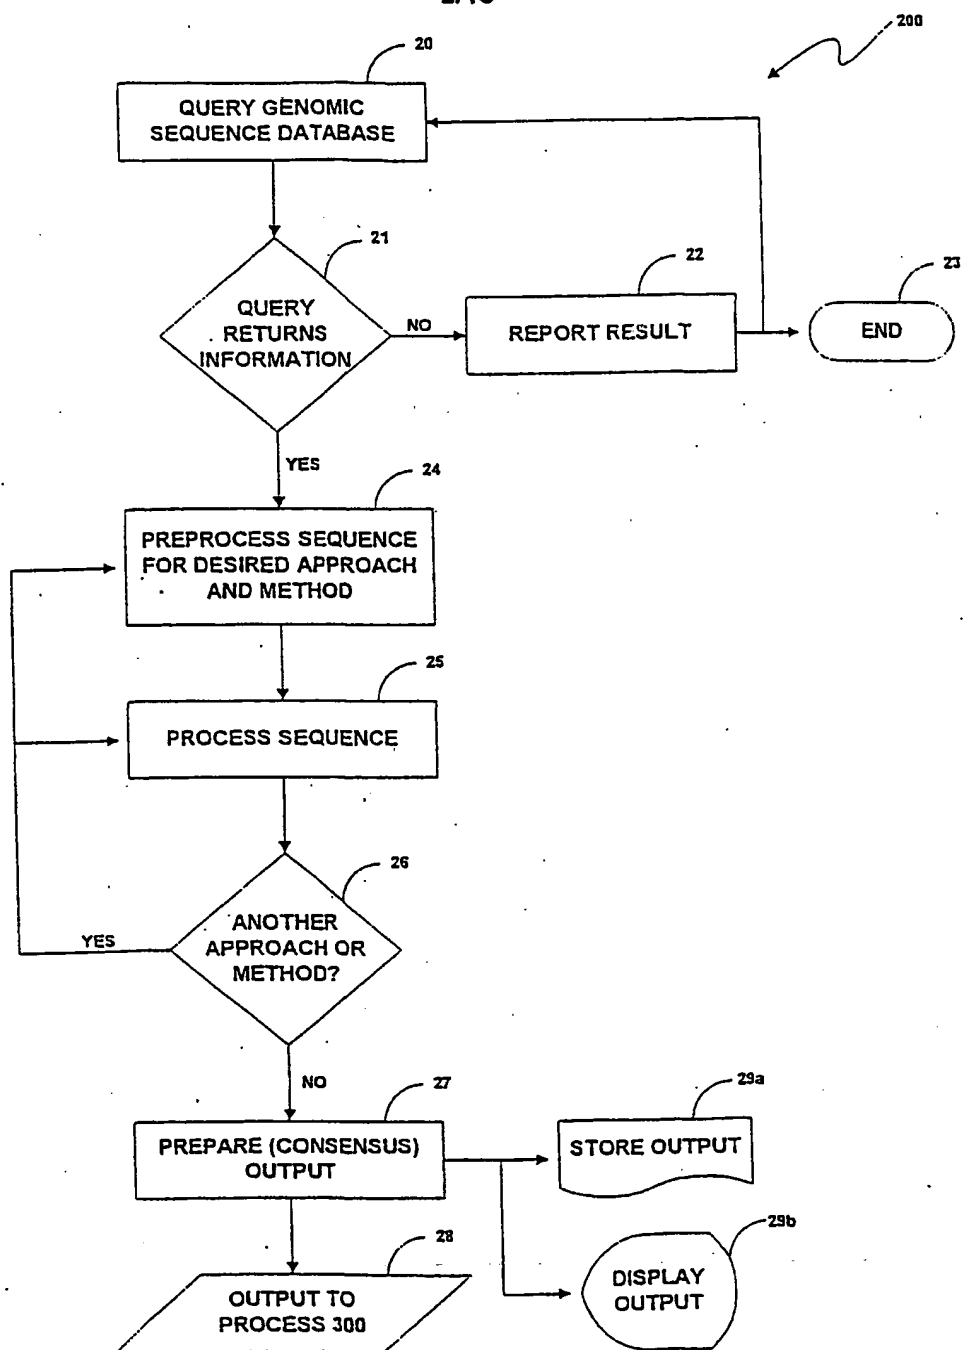 200
20
QUERY GENOMIC
SEQUENCE DATABASE
21
QUERY
RETURNS
INFORMATION
NO
22
REPORT RESULT
23
END
YES
24
PREPROCESS SEQUENCE
FOR DESIRED APPROACH
AND METHOD
25
PROCESS SEQUENCE
26
ANOTHER
APPROACH OR
METHOD?
YES
NO
27
PREPARE (CONSENSUS)
OUTPUT
29a
STORE OUTPUT
29b
DISPLAY
OUTPUT
28
OUTPUT TO
PROCESS 300